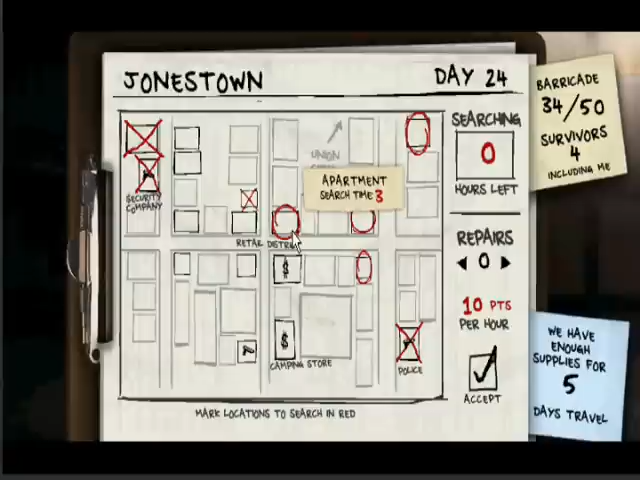 JONESTOWN
DAY 24
BARRICADE
34/50
SURVIVORS
4
INCLUDING ME
SEARCHING
0
HOURS LEFT
UNION
APARTMENT
SEARCH TIME 3
SECURITY
COMPANY
RETAIL
$
REPAIRS
0
10 PTS
PER HOUR
$
CAMPING STORE
POLICE
ACCEPT
WE HAVE
ENOUGH
SUPPLIES FOR
5
DAYS TRAVEL
MARK LOCATIONS TO SEARCH IN RED